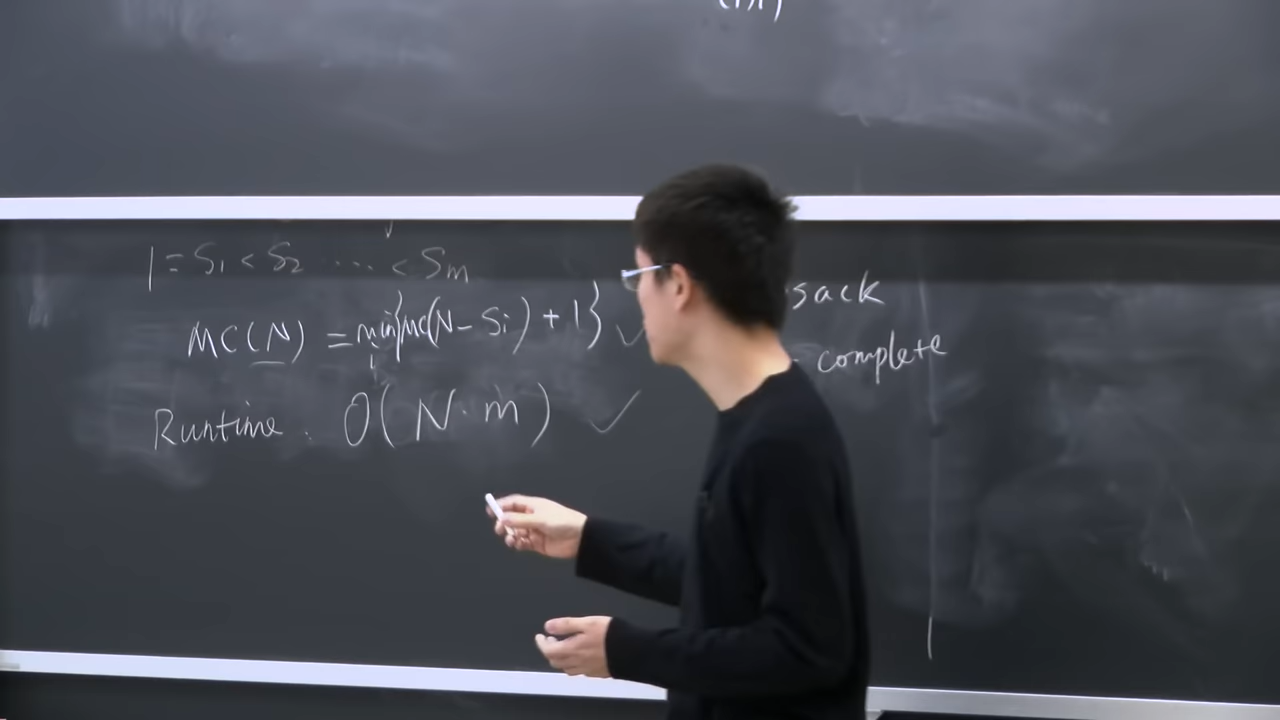 1 = S₁ < S₂ .... < Sm
MC(N) = min{MC(N - Si) + 1} ✓
i
Runtime. O(N·m) ✓
sack
complete